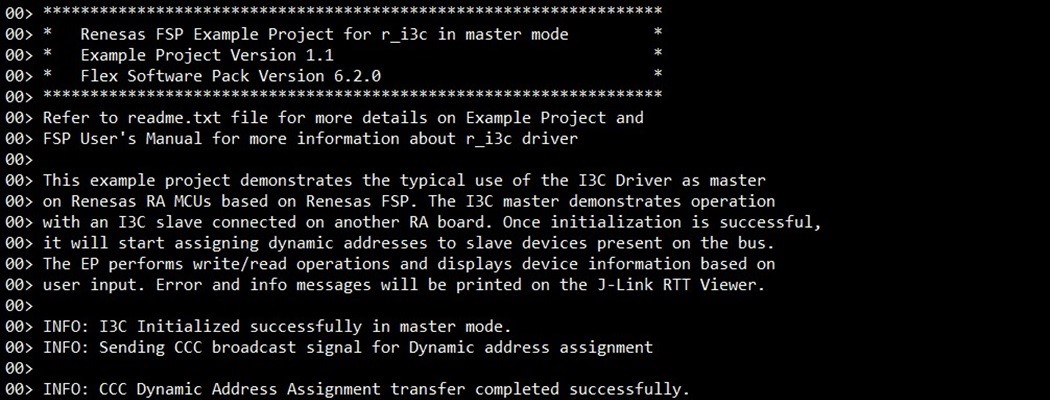 00> ******************************************************************
00> *   Renesas FSP Example Project for r_i3c in master mode         *
00> *   Example Project Version 1.1                                  *
00> *   Flex Software Pack Version 6.2.0                             *
00> ******************************************************************
00> Refer to readme.txt file for more details on Example Project and
00> FSP User's Manual for more information about r_i3c driver
00>
00> This example project demonstrates the typical use of the I3C Driver as master
00> on Renesas RA MCUs based on Renesas FSP. The I3C master demonstrates operation
00> with an I3C slave connected on another RA board. Once initialization is successful,
00> it will start assigning dynamic addresses to slave devices present on the bus.
00> The EP performs write/read operations and displays device information based on
00> user input. Error and info messages will be printed on the J-Link RTT Viewer.
00>
00> INFO: I3C Initialized successfully in master mode.
00> INFO: Sending CCC broadcast signal for Dynamic address assignment
00>
00> INFO: CCC Dynamic Address Assignment transfer completed successfully.